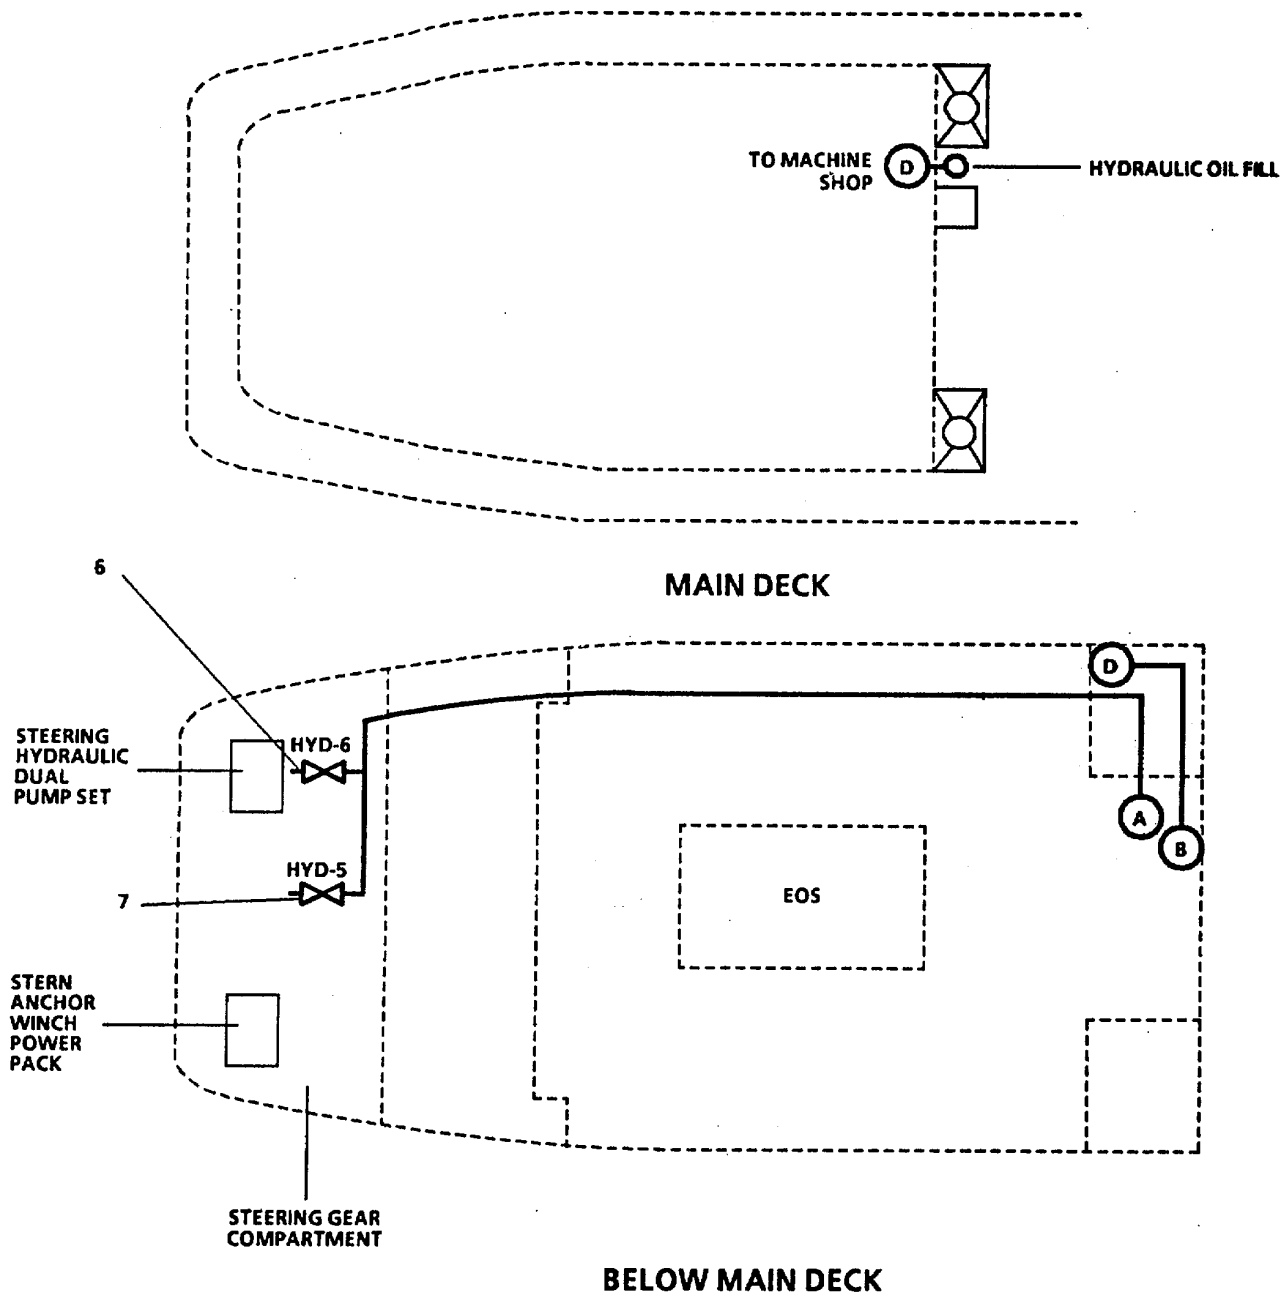 TO MACHINE
SHOP
D
HYDRAULIC OIL FILL
MAIN DECK
6
D
STEERING
HYDRAULIC
DUAL
PUMP SET
HYD-6
A
B
HYD-5
7
EOS
STERN
ANCHOR
WINCH
POWER
PACK
STEERING GEAR
COMPARTMENT
BELOW MAIN DECK